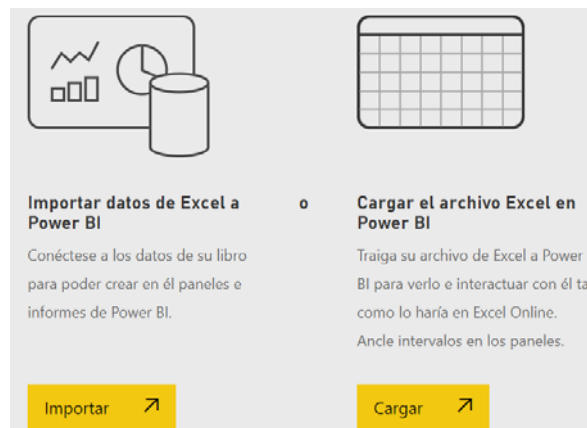 Importar datos de Excel a
Power BI
Conéctese a los datos de su libro
para poder crear en él paneles e
informes de Power BI.
Importar
o
Cargar el archivo Excel en
Power BI
Traiga su archivo de Excel a Power
BI para verlo e interactuar con él ta
como lo haría en Excel Online.
Ancle intervalos en los paneles.
Cargar